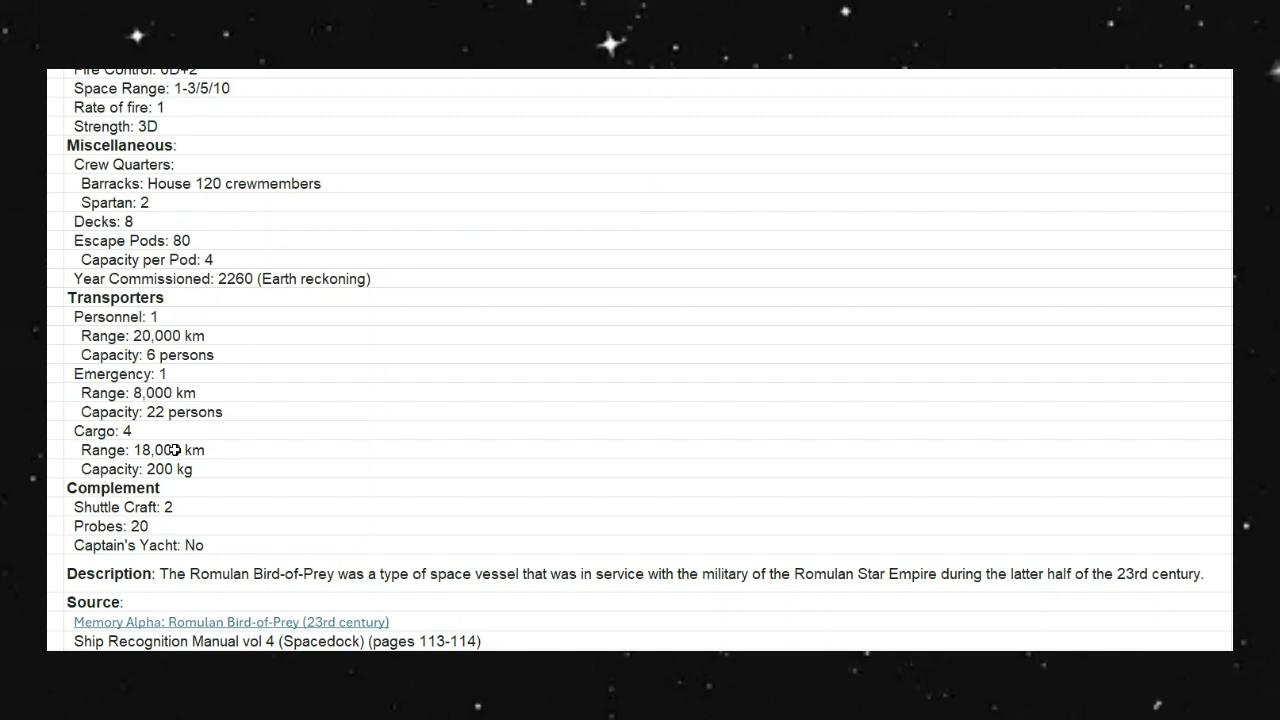 Fire Control: 0D+2
Space Range: 1-3/5/10
Rate of fire: 1
Strength: 3D
Miscellaneous:
Crew Quarters:
Barracks: House 120 crewmembers
Spartan: 2
Decks: 8
Escape Pods: 80
Capacity per Pod: 4
Year Commissioned: 2260 (Earth reckoning)
Transporters
Personnel: 1
Range: 20,000 km
Capacity: 6 persons
Emergency: 1
Range: 8,000 km
Capacity: 22 persons
Cargo: 4
Range: 18,000 km
Capacity: 200 kg
Complement
Shuttle Craft: 2
Probes: 20
Captain's Yacht: No
Description: The Romulan Bird-of-Prey was a type of space vessel that was in service with the military of the Romulan Star Empire during the latter half of the 23rd century.
Source:
Memory Alpha: Romulan Bird-of-Prey (23rd century)
Ship Recognition Manual vol 4 (Spacedock) (pages 113-114)